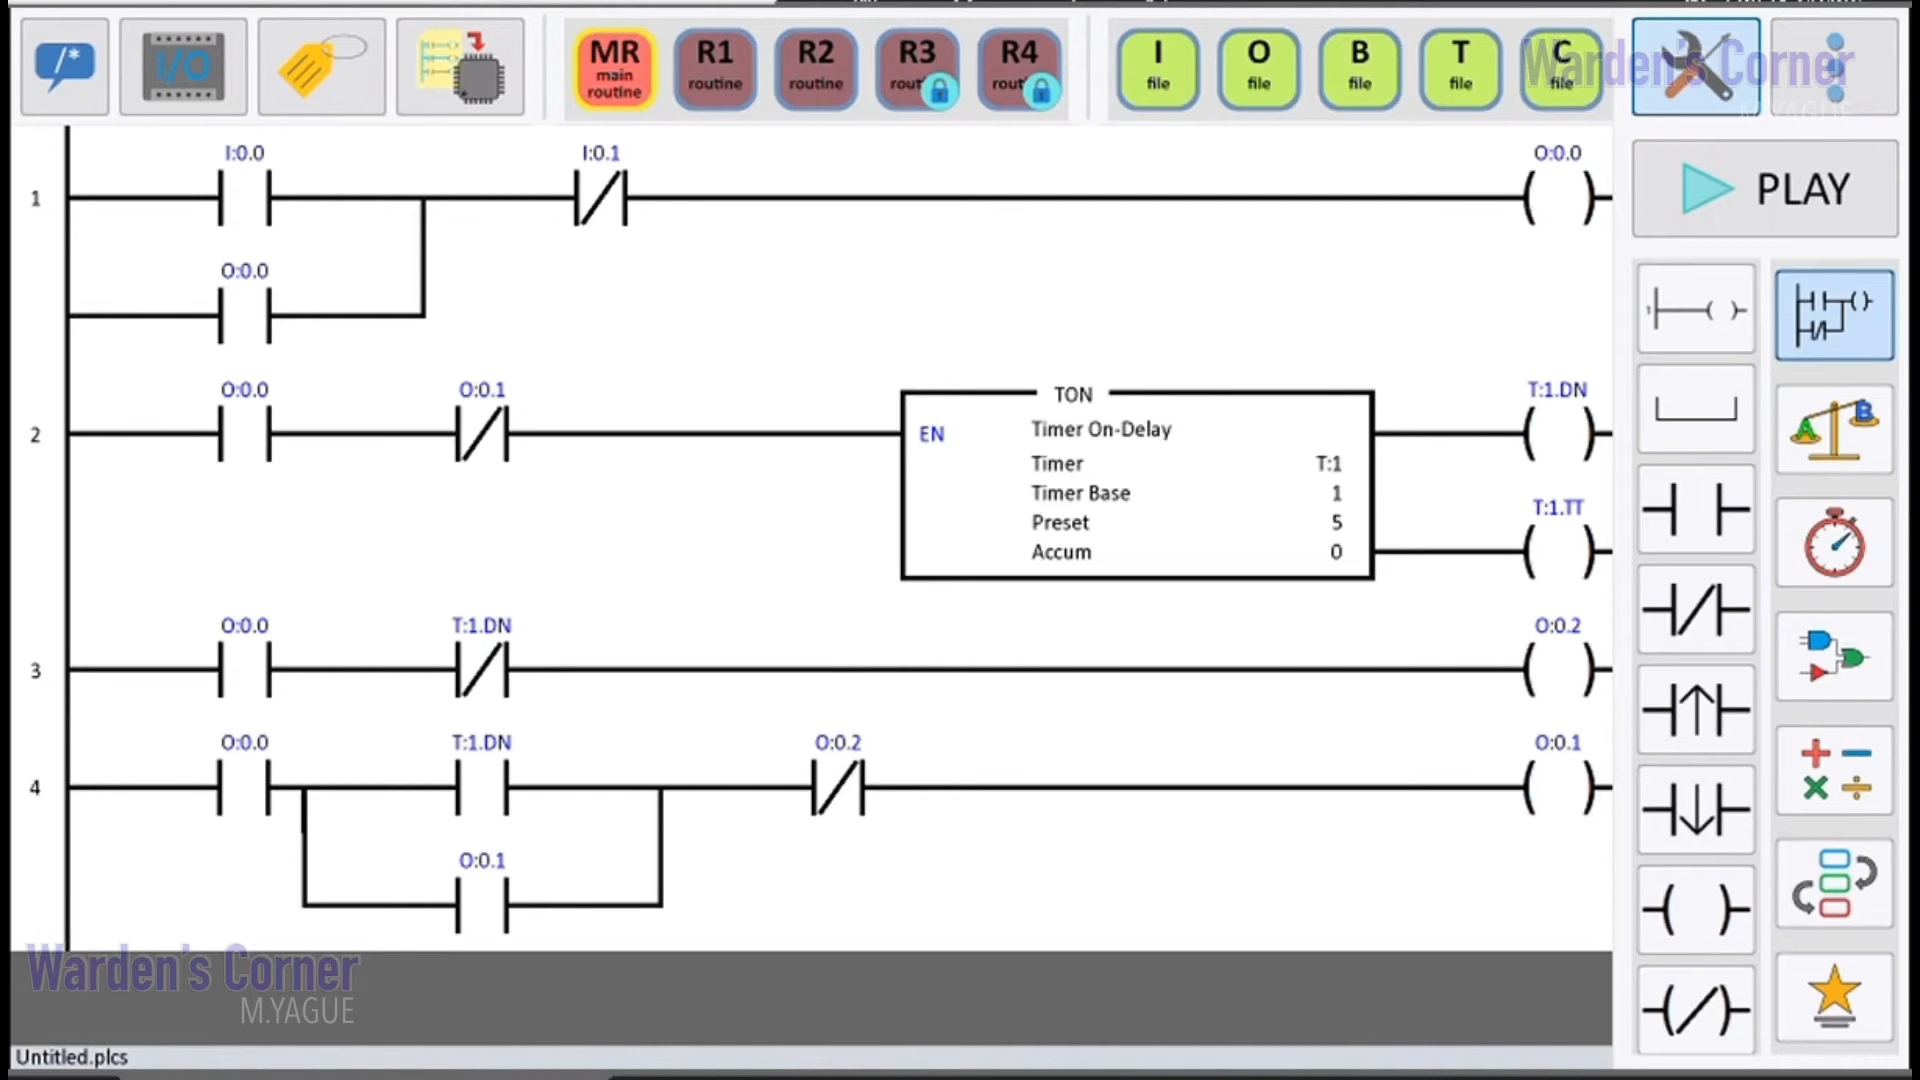 /*
I/O
MR
main
routine
R1
routine
R2
routine
R3
R4
I
file
O
file
B
file
T
file
C
file
Warden's Corner
M.YAGUE
PLAY
I:0.0
I:0.1
O:0.0
1
O:0.0
O:0.0
O:0.1
TON
T:1.DN
2
EN
Timer On-Delay
Timer T:1
Timer Base 1
Preset 5
Accum 0
T:1.TT
O:0.0
T:1.DN
O:0.2
3
O:0.0
T:1.DN
O:0.2
O:0.1
4
O:0.1
A
B
1
Warden's Corner
M.YAGUE
Untitled.plcs